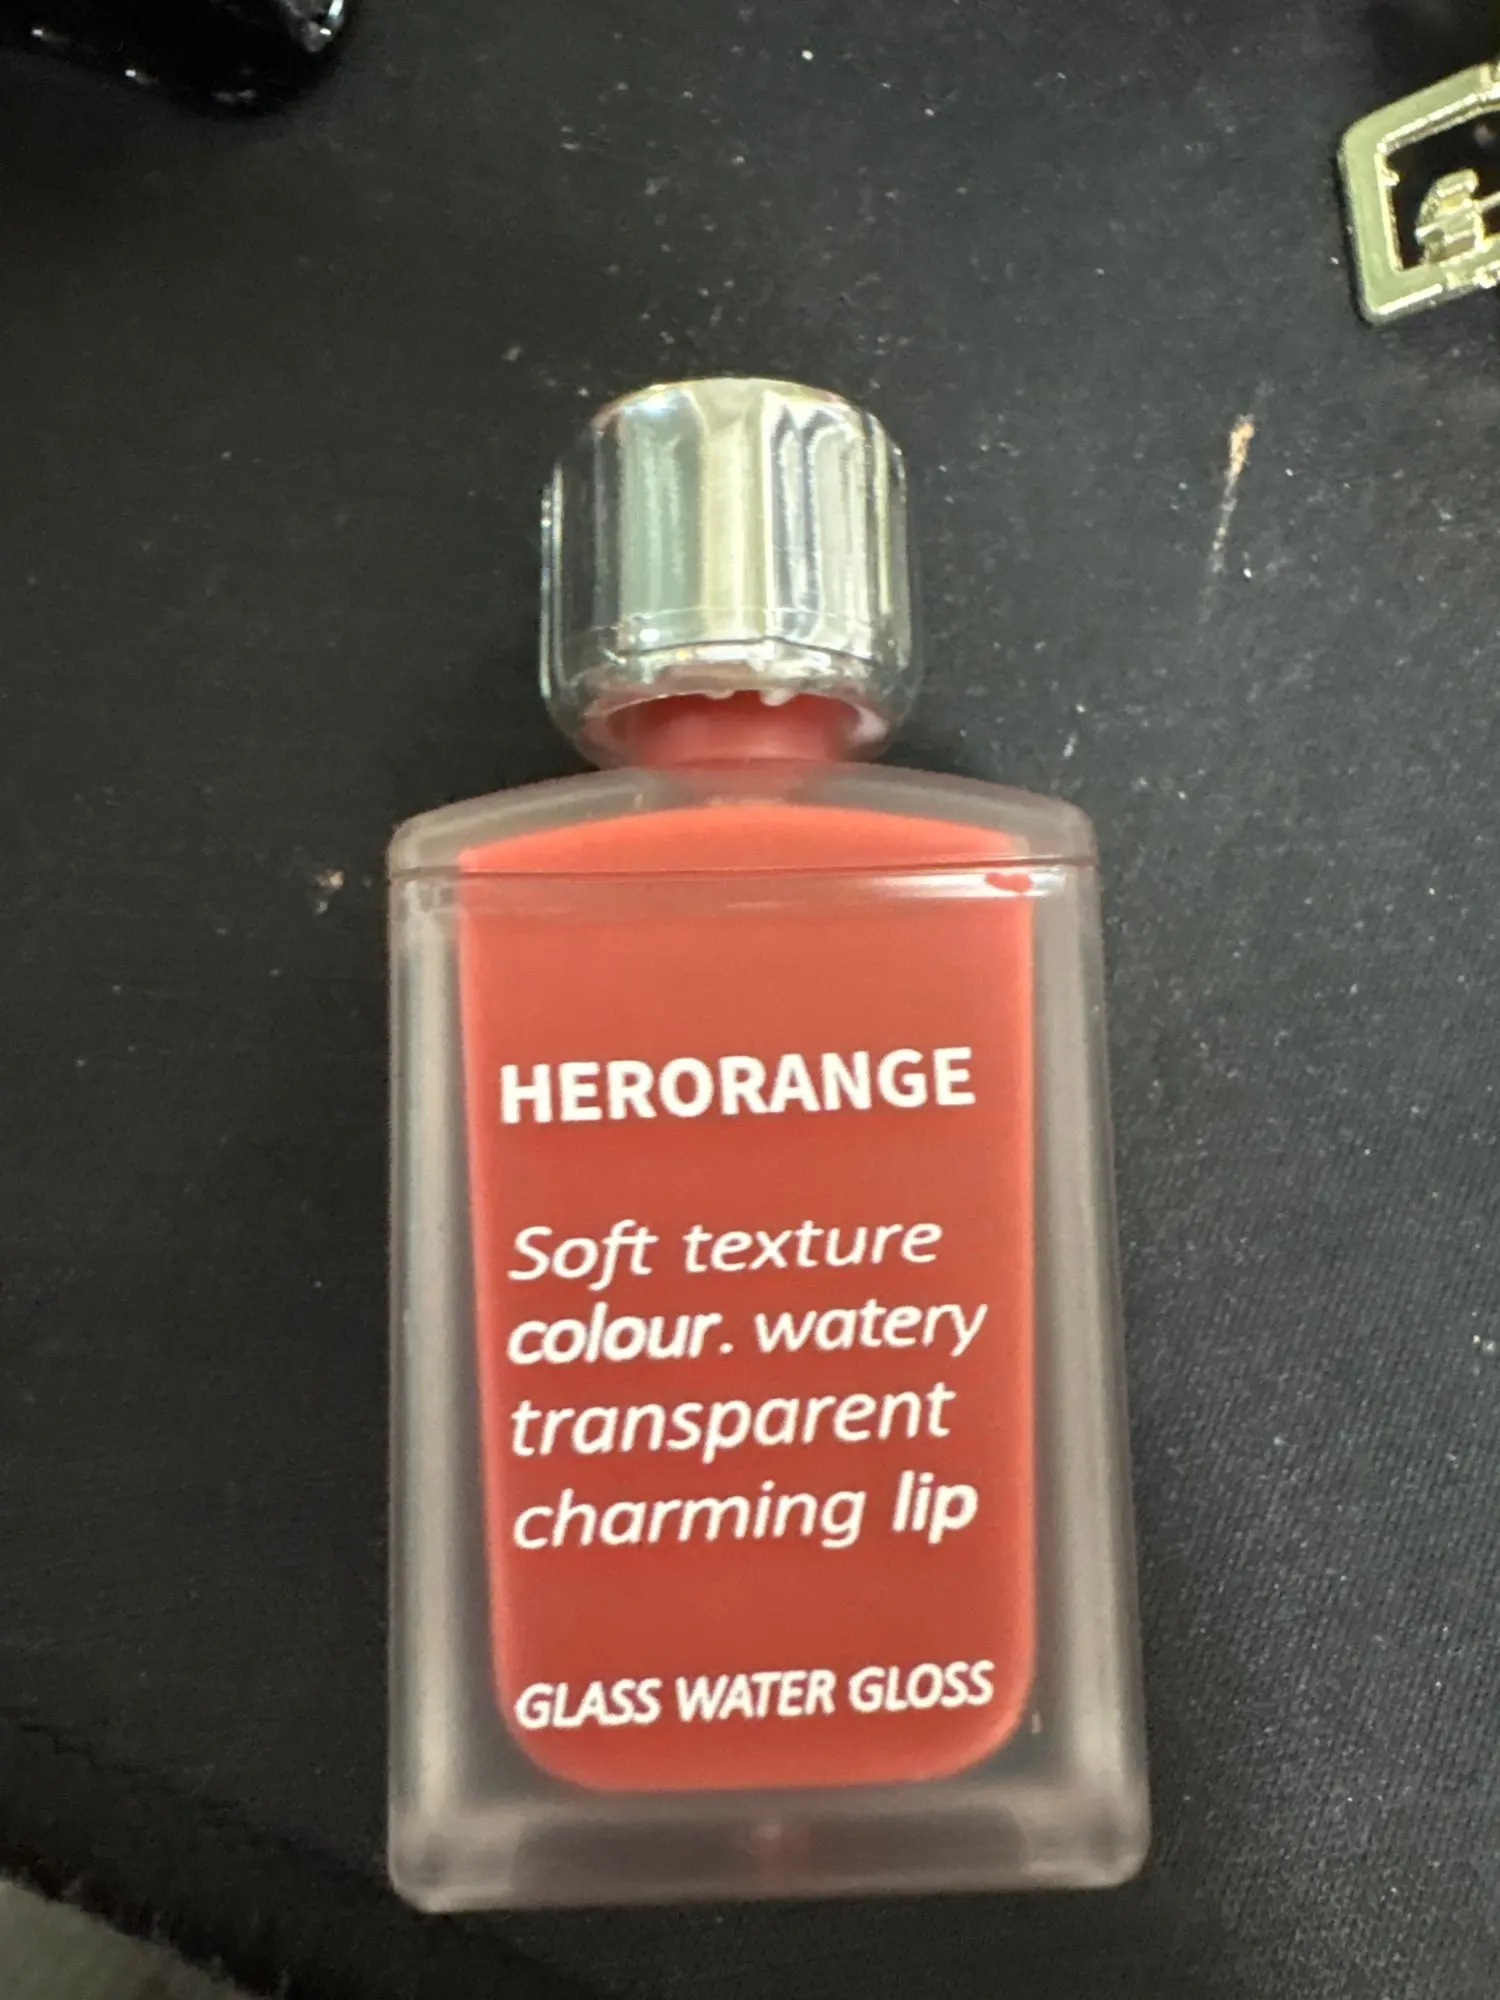 HERORANGE
Soft texture
colour. watery
transparent
charming lip
GLASS WATER GLOSS